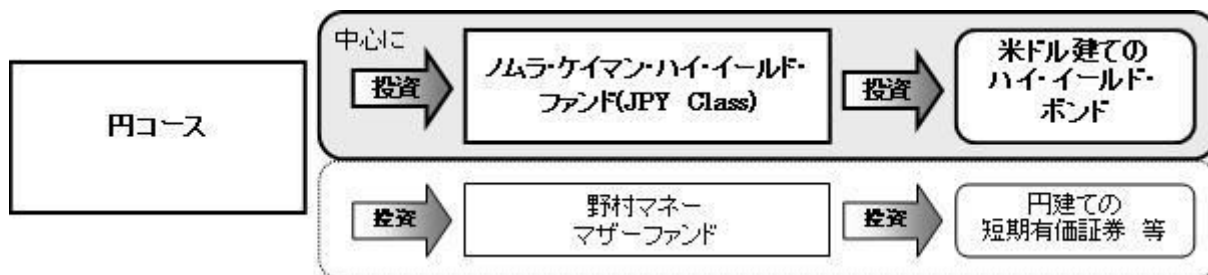 円コース
中心に
投資
ノムラ・ケイマン・ハイ・イールド・
ファンド(JPY Class)
投資
米ドル建ての
ハイ・イールド・
ボンド
投資
野村マネー
マザーファンド
投資
円建ての
短期有価証券 等